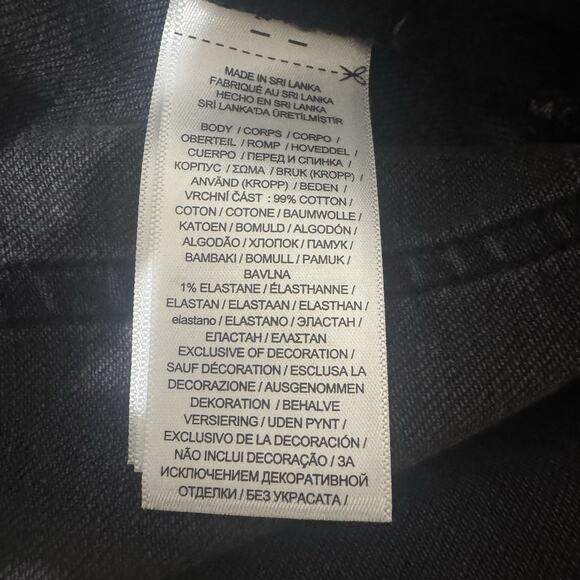 MADE IN SRI LANKA
FABRIQUÉ AU SRI LANKA
HECHO EN SRI LANKA
SRİ LANKA'DA ÜRETİLMİŞTİR
BODY / CORPS / CORPO /
OBERTEIL / ROMP / HOVEDDEL /
CUERPO / ПЕРЕД И СПИНКА /
КОРПУС / ΣΩΜΑ / BRUK (KROPP) /
ANVÄND (KROPP) / BEDEN /
VRCHNÍ ČÁST : 99% COTTON /
COTON / COTONE / BAUMWOLLE /
KATOEN / BOMULD / ALGODÓN /
ALGODÃO / ХЛОПОК / ПАМУК /
BAMBAKI / BOMULL / PAMUK /
BAVLNA
1% ELASTANE / ÉLASTHANNE /
ELASTAN / ELASTAAN / ELASTHAN /
elastano / ELASTANO / ЭЛАСТАН /
ЕЛАСТАН / ΕΛΑΣΤΑΝ
EXCLUSIVE OF DECORATION /
SAUF DÉCORATION / ESCLUSA LA
DECORAZIONE / AUSGENOMMEN
DEKORATION / BEHALVE
VERSIERING / UDEN PYNT /
EXCLUSIVO DE LA DECORACIÓN /
NÃO INCLUI DECORAÇÃO / ЗА
ИСКЛЮЧЕНИЕМ ДЕКОРАТИВНОЙ
ОТДЕЛКИ / БЕЗ УКРАСАТА /